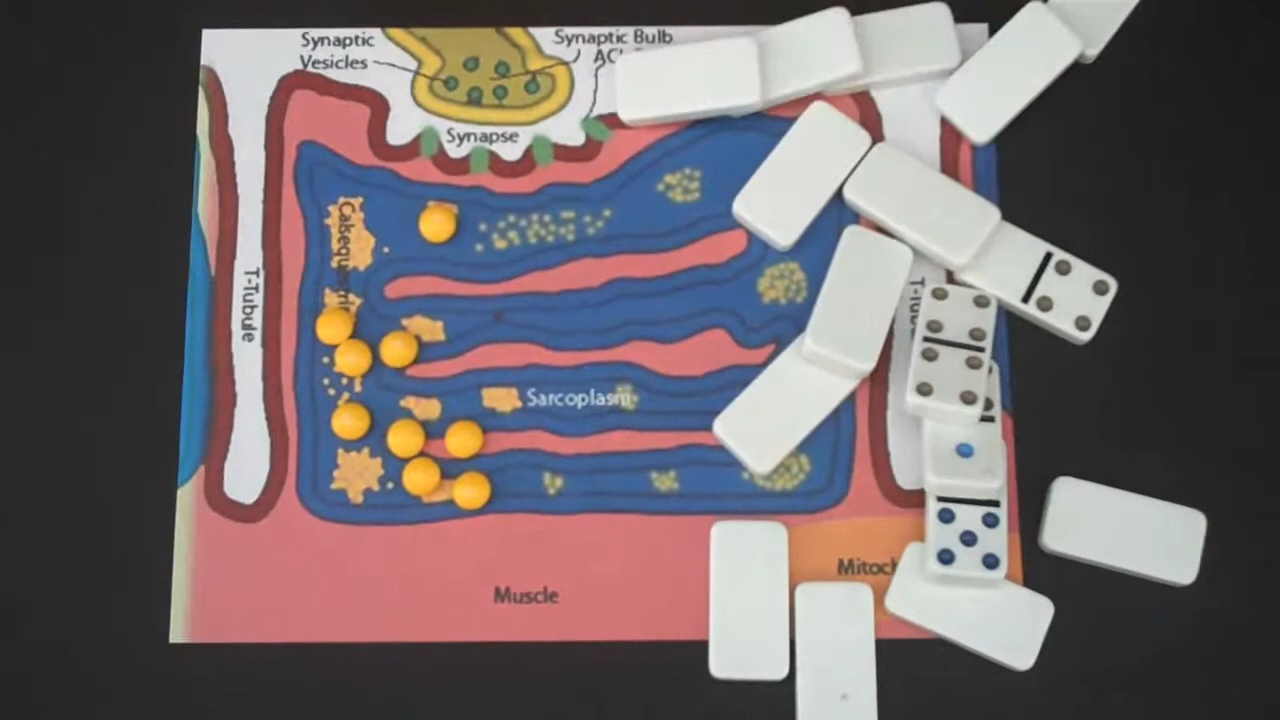 Synaptic
Vesicles
Synaptic Bulb
Synapse
T-Tubule
Sarcoplasm
Muscle